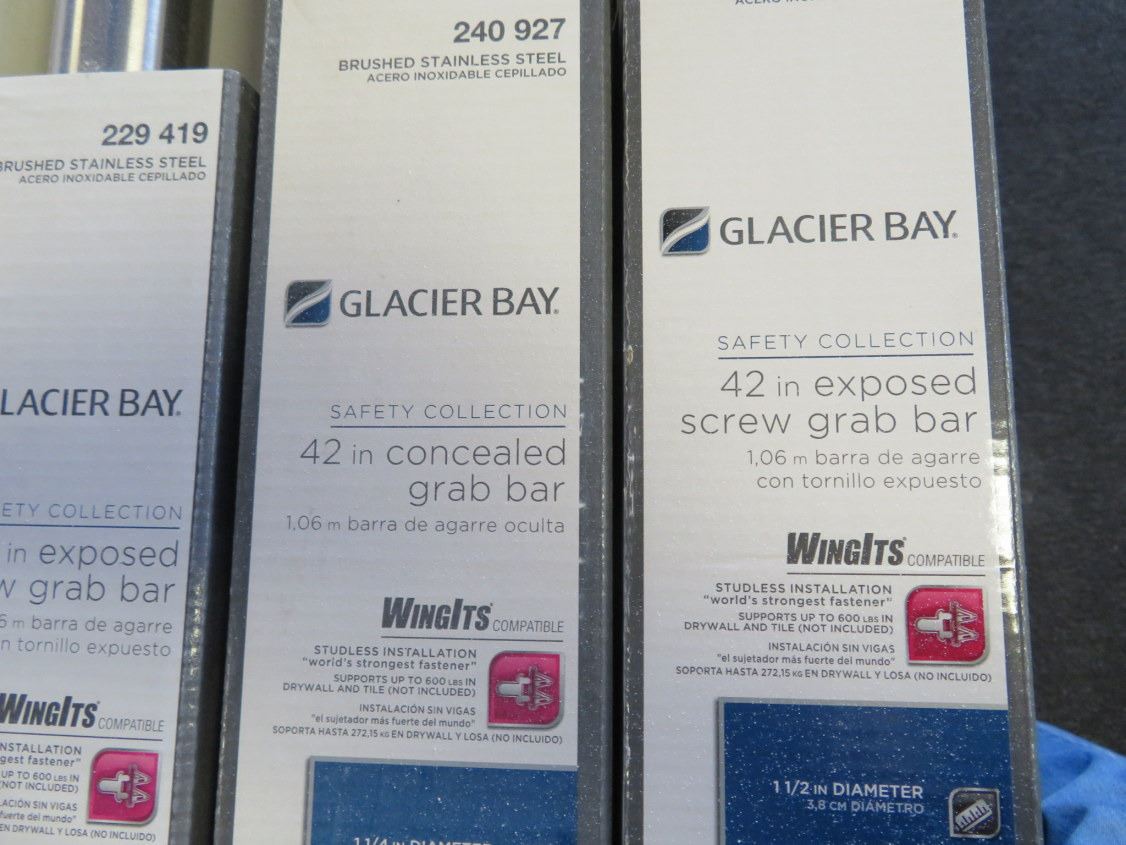 229 419
BRUSHED STAINLESS STEEL
ACERO INOXIDABLE CEPILLADO
LACIER BAY.
ETY COLLECTION
in exposed
grab bar
m barra de agarre
tornillo expuesto
WINGITS COMPATIBLE
INSTALLATION
UP TO 600 LBS IN
(NOT INCLUDED)
SIN VIGAS
del mundo"
EN DRYWALL Y LOSA (NO INCLUIDO)
240 927
BRUSHED STAINLESS STEEL
ACERO INOXIDABLE CEPILLADO
GLACIER BAY.
SAFETY COLLECTION
42 in concealed
grab bar
1,06 m barra de agarre oculta
WINGITS® COMPATIBLE
STUDLESS INSTALLATION
"world's strongest fastener"
SUPPORTS UP TO 600 LBS IN
DRYWALL AND TILE (NOT INCLUDED)
INSTALACIÓN SIN VIGAS
"el sujetador más fuerte del mundo"
SOPORTA HASTA 272,15 KG EN DRYWALL Y LOSA (NO INCLUIDO)
1 1/4 IN DIAMETER
GLACIER BAY.
SAFETY COLLECTION
42 in exposed
screw grab bar
1,06 m barra de agarre
con tornillo expuesto
WINGITS® COMPATIBLE
STUDLESS INSTALLATION
"world's strongest fastener"
SUPPORTS UP TO 600 LBS IN
DRYWALL AND TILE (NOT INCLUDED)
INSTALACIÓN SIN VIGAS
"el sujetador más fuerte del mundo"
SOPORTA HASTA 272,15 KG EN DRYWALL Y LOSA (NO INCLUIDO)
1 1/2 IN DIAMETER
3,8 CM DIÁMETRO